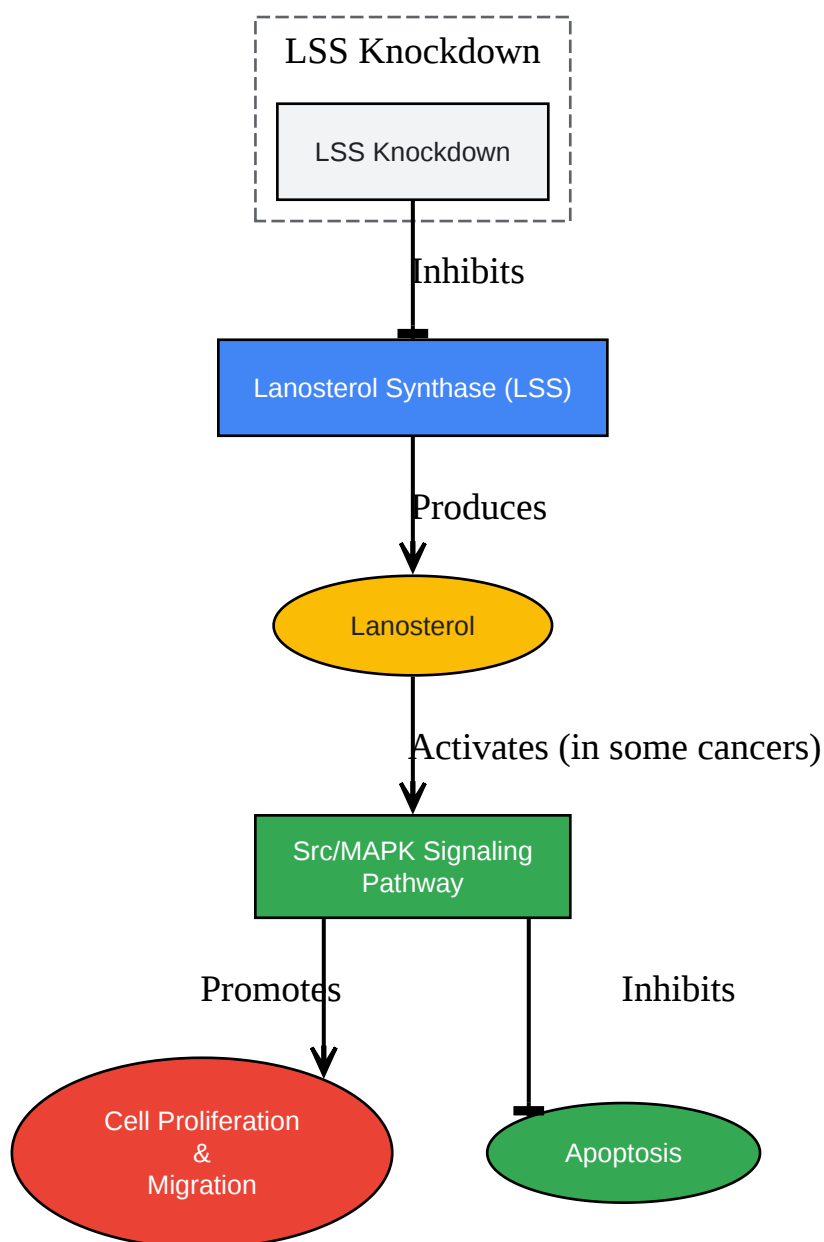 LSS Knockdown
LSS Knockdown
Inhibits
Lanosterol Synthase (LSS)
Produces
Lanosterol
Activates (in some cancers)
Src/MAPK Signaling
Pathway
Promotes
Inhibits
Cell Proliferation
&
Migration
Apoptosis